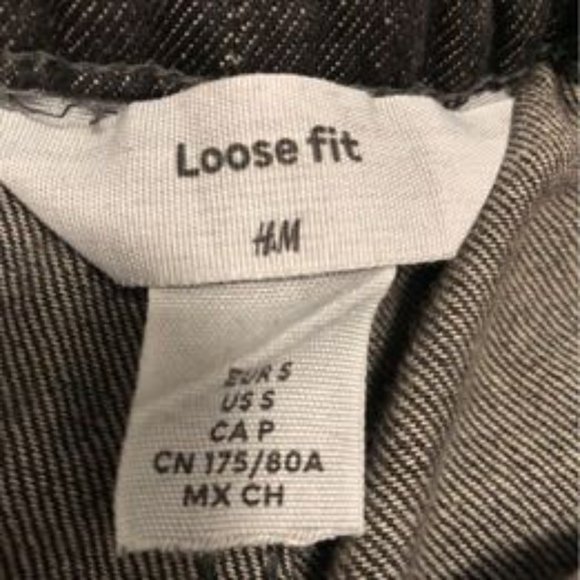 Loose fit
H&M
EUR S
US S
CA P
CN 175/80A
MX CH